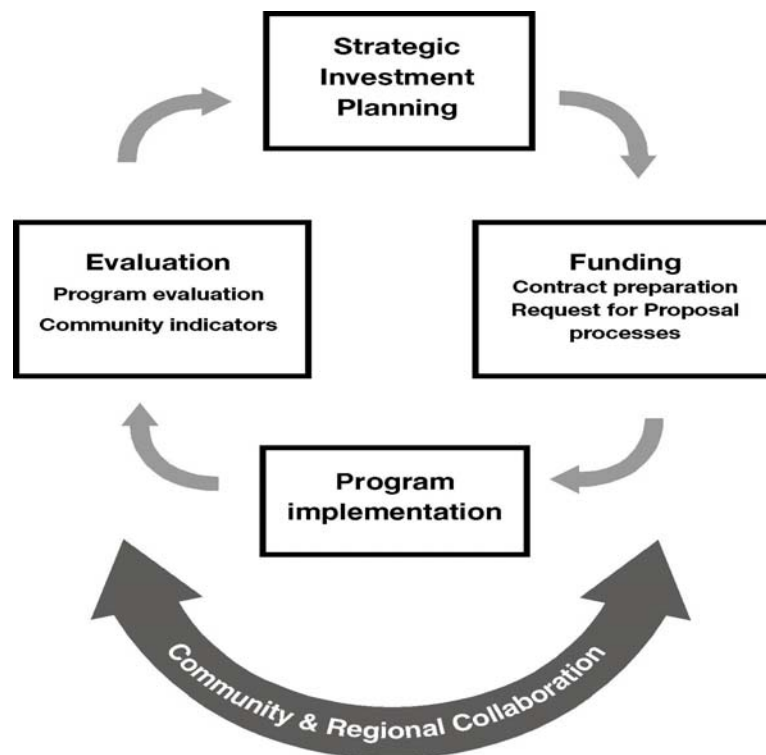 Strategic
Investment
Planning
Evaluation
Program evaluation
Community indicators
Funding
Contract preparation
Request for Proposal
processes
Program
implementation
Community & Regional Collaboration